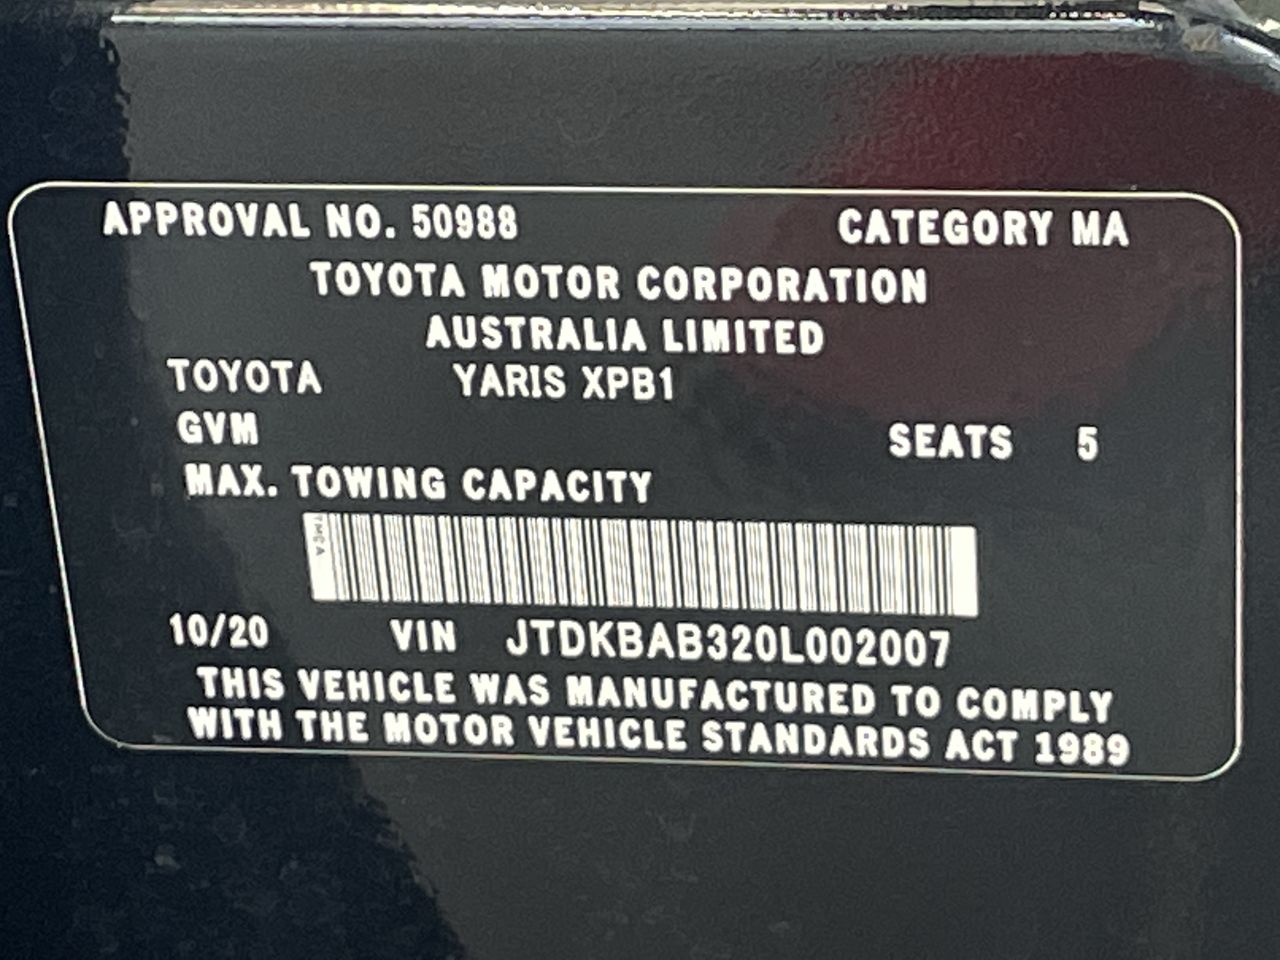 APPROVAL NO. 50988 CATEGORY MA
TOYOTA MOTOR CORPORATION
AUSTRALIA LIMITED
TOYOTA YARIS XPB1
GVM SEATS 5
MAX. TOWING CAPACITY
TMCA
10/20 VIN JTDKBAB320L002007
THIS VEHICLE WAS MANUFACTURED TO COMPLY
WITH THE MOTOR VEHICLE STANDARDS ACT 1989